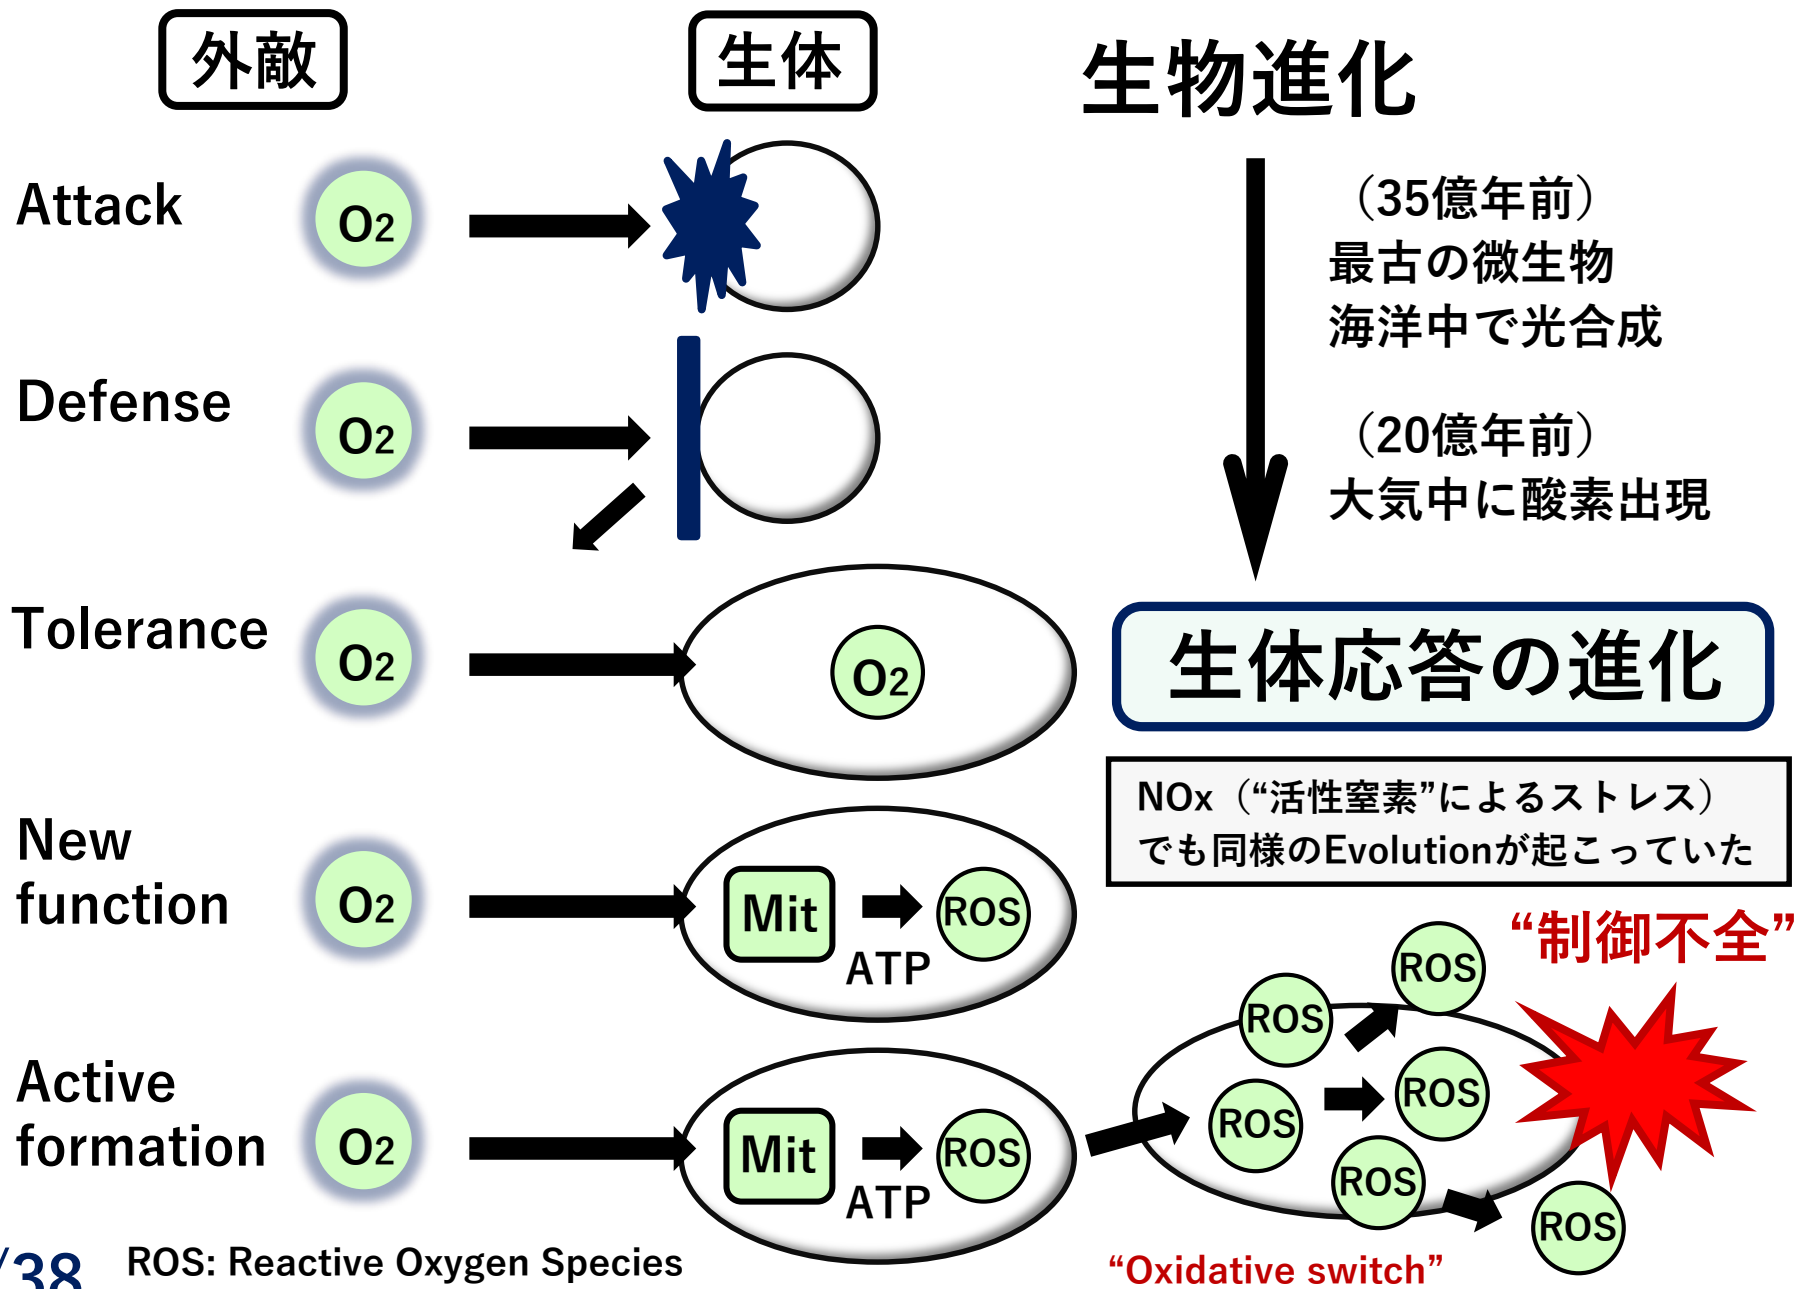 外敵
生体
生物進化
Attack
O2
（35億年前）
最古の微生物
海洋中で光合成
Defense
O2
（20億年前）
大気中に酸素出現
Tolerance
O2
O2
生体応答の進化
NOx（“活性窒素”によるストレス）
でも同様のEvolutionが起こっていた
New
function
O2
Mit
ROS
ATP
“制御不全”
Active
formation
O2
Mit
ROS
ATP
ROS
ROS
ROS
ROS
ROS
ROS
/38
ROS: Reactive Oxygen Species
“Oxidative switch”